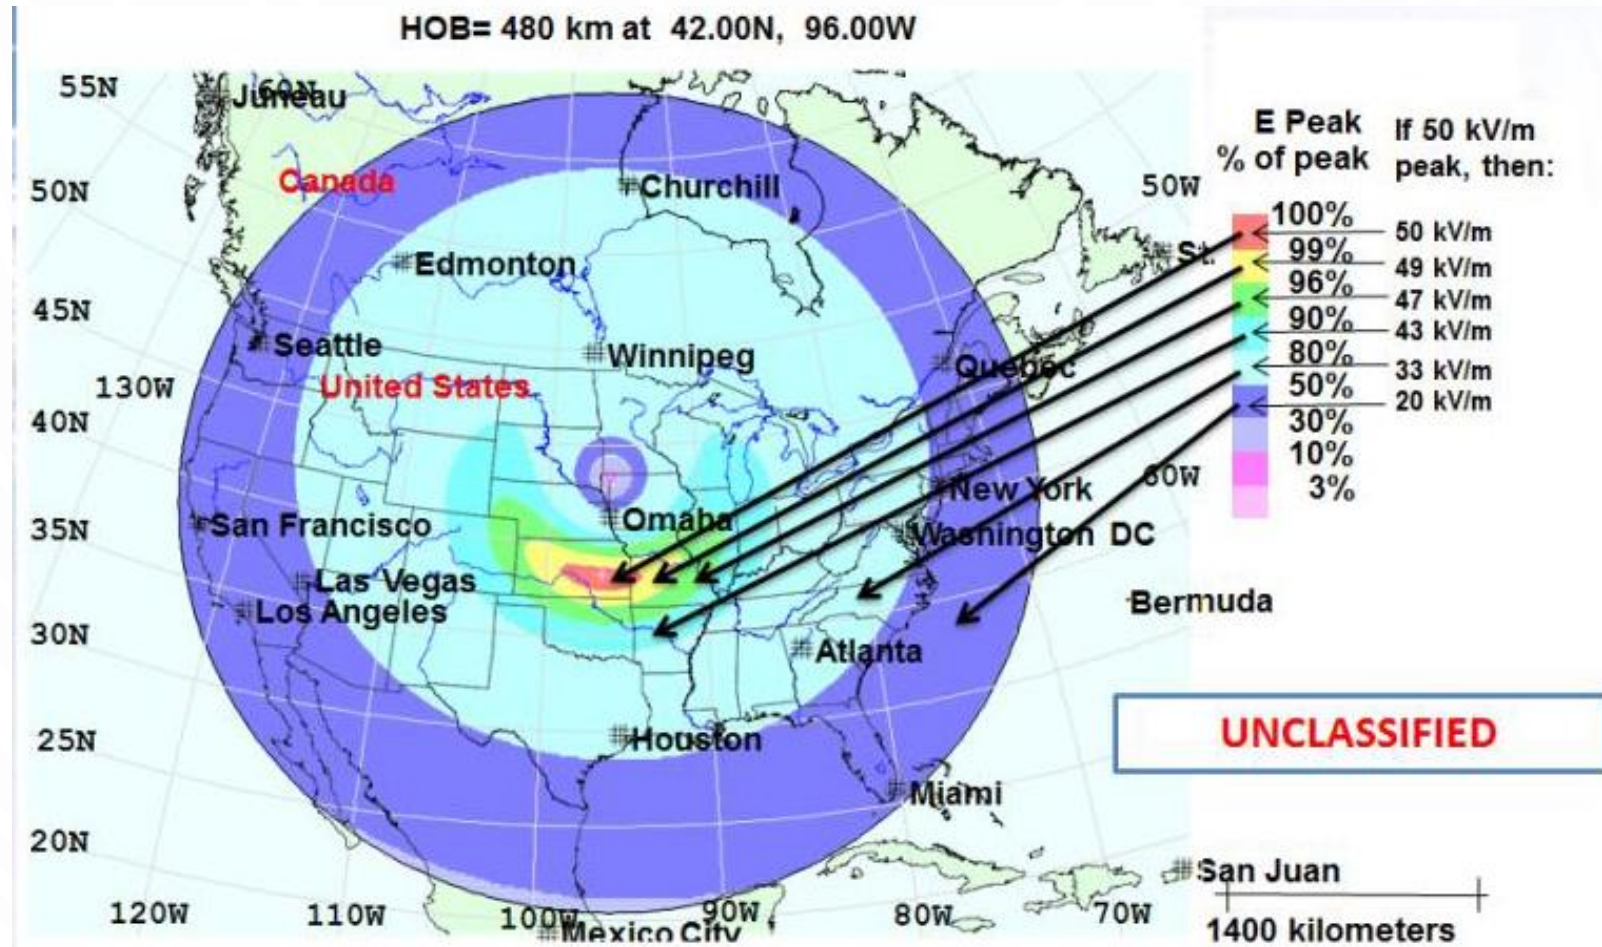 HOB= 480 km at 42.00N, 96.00W
55N
60N
Juneau
Canada
50N
Churchill
50W
Edmonton
St.
45N
Seattle
Winnipeg
Quebec
130W
United States
40N
New York
60W
35N
San Francisco
Omaha
Washington DC
Las Vegas
Los Angeles
Bermuda
30N
Atlanta
25N
Houston
Miami
20N
San Juan
120W
110W
100W
90W
80W
70W
Mexico City
1400 kilometers
E Peak
% of peak
If 50 kV/m
peak, then:
100%
50 kV/m
99%
49 kV/m
96%
47 kV/m
90%
43 kV/m
80%
33 kV/m
50%
20 kV/m
30%
10%
3%
UNCLASSIFIED